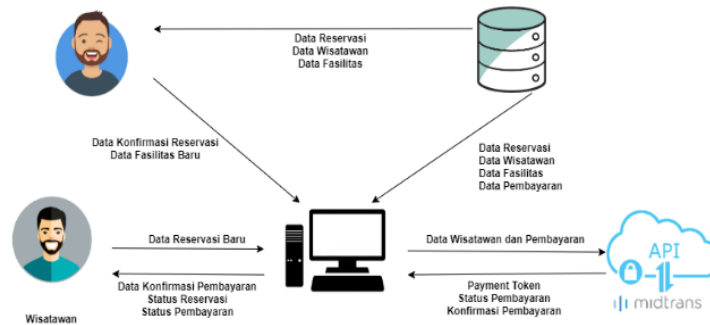 Data Reservasi
Data Wisatawan
Data Fasilitas
Data Konfirmasi Reservasi
Data Fasilitas Baru
Data Reservasi
Data Wisatawan
Data Fasilitas
Data Pembayaran
Data Reservasi Baru
Data Wisatawan dan Pembayaran
API
Data Konfirmasi Pembayaran
Status Reservasi
Status Pembayaran
Payment Token
Status Pembayaran
Konfirmasi Pembayaran
midtrans
Wisatawan